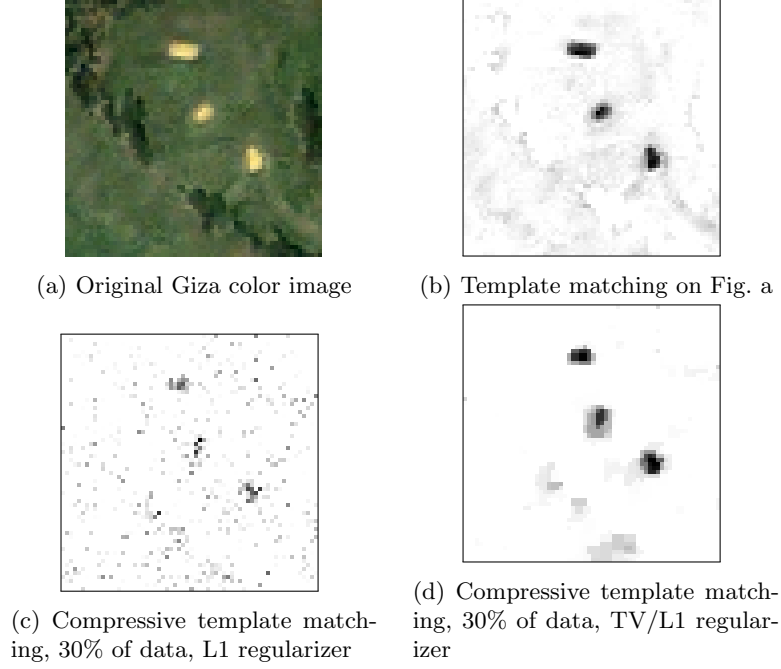 (a) Original Giza color image
(b) Template matching on Fig. a
(c) Compressive template match-
ing, 30% of data, L1 regularizer
(d) Compressive template match-
ing, 30% of data, TV/L1 regular-
izer